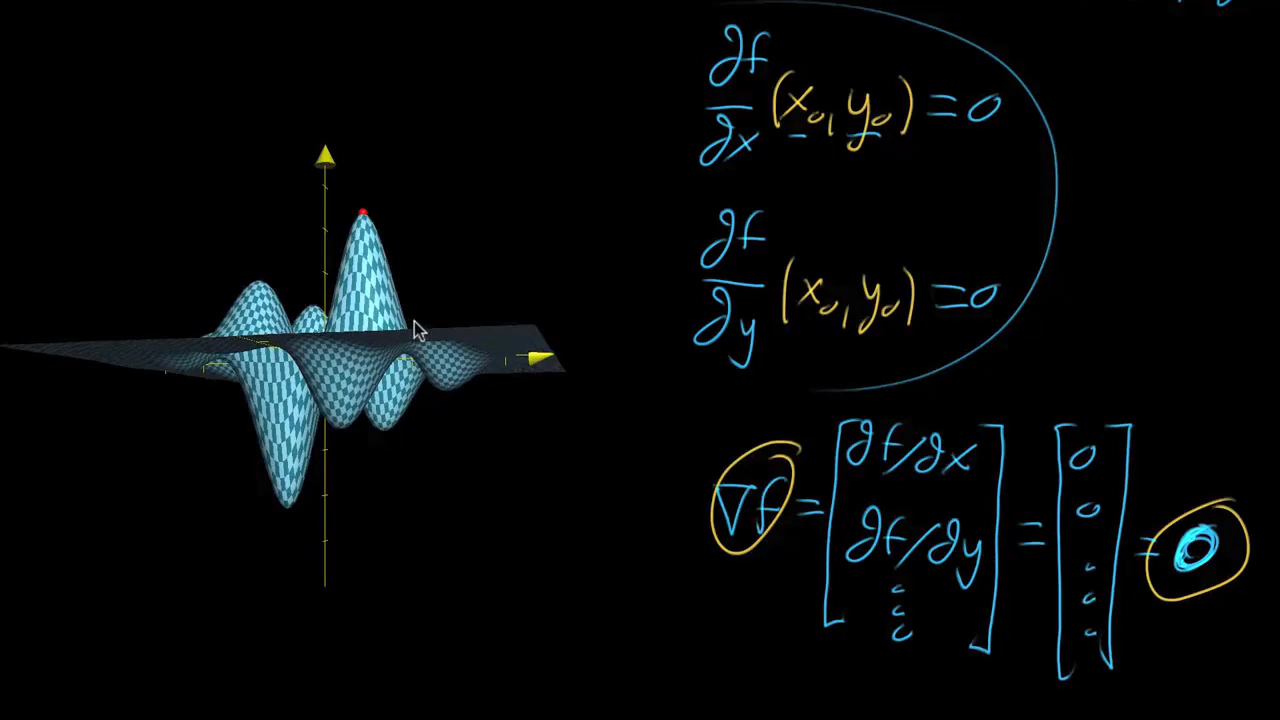 ∂f/∂x (x₀, y₀) = 0
∂f/∂y (x₀, y₀) = 0
∇f = [∂f/∂x ∂f/∂y ⋮] = [0 0 ⋮] = 0